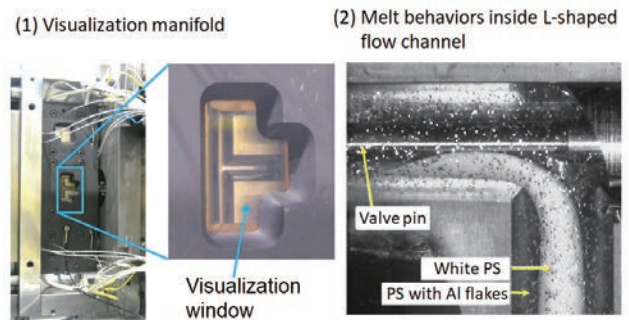 (1) Visualization manifold
(2) Melt behaviors inside L-shaped
flow channel
Valve pin
White PS
PS with Al flakes
Visualization
window